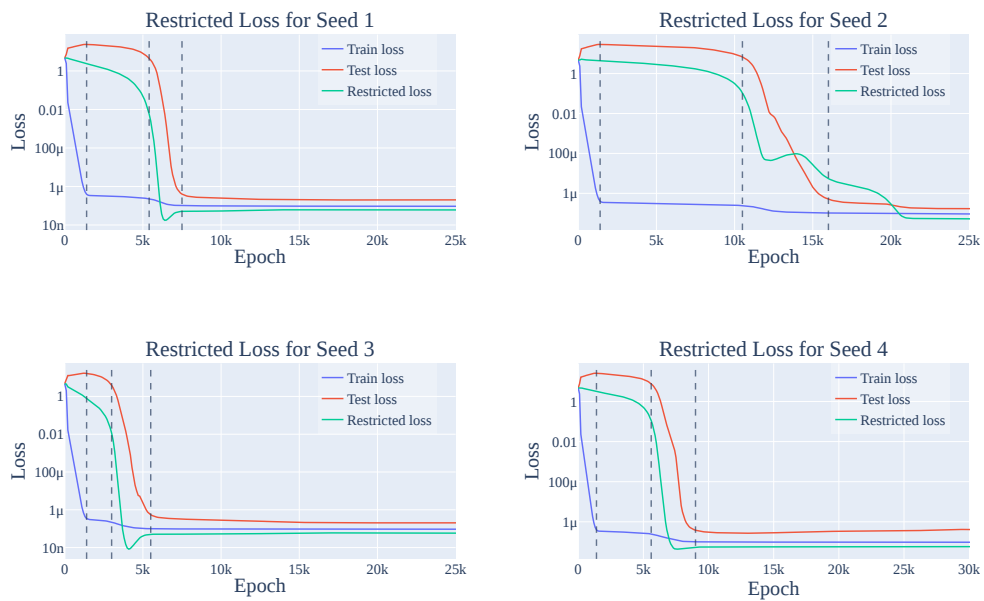 Restricted Loss for Seed 1
Train loss
Test loss
Restricted loss
Loss
1
0.01
100μ
1μ
10n
0 5k 10k 15k 20k 25k
Epoch
Restricted Loss for Seed 2
Train loss
Test loss
Restricted loss
Loss
1
0.01
100μ
1μ
0 5k 10k 15k 20k 25k
Epoch
Restricted Loss for Seed 3
Train loss
Test loss
Restricted loss
Loss
1
0.01
100μ
1μ
10n
0 5k 10k 15k 20k 25k
Epoch
Restricted Loss for Seed 4
Train loss
Test loss
Restricted loss
Loss
1
0.01
100μ
1μ
0 5k 10k 15k 20k 25k 30k
Epoch